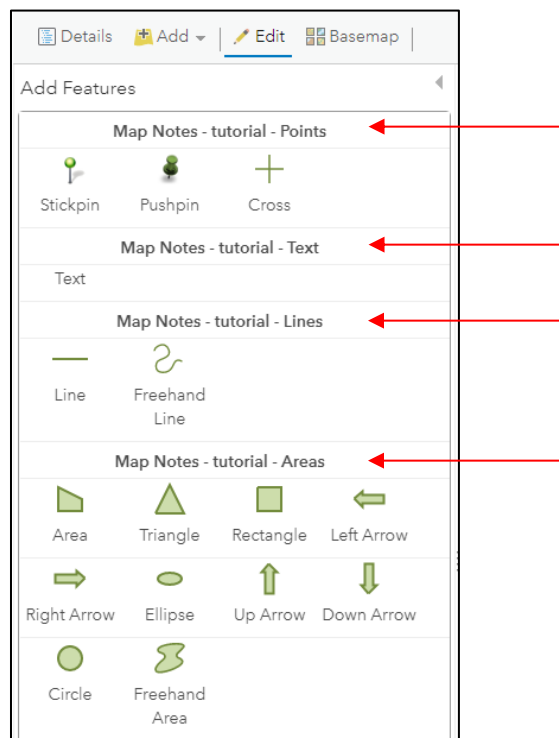 Details Add Edit Basemap
Add Features
Map Notes - tutorial - Points
Stickpin Pushpin Cross
Map Notes - tutorial - Text
Text
Map Notes - tutorial - Lines
Line Freehand
Line
Map Notes - tutorial - Areas
Area Triangle Rectangle Left Arrow
Right Arrow Ellipse Up Arrow Down Arrow
Circle Freehand
Area